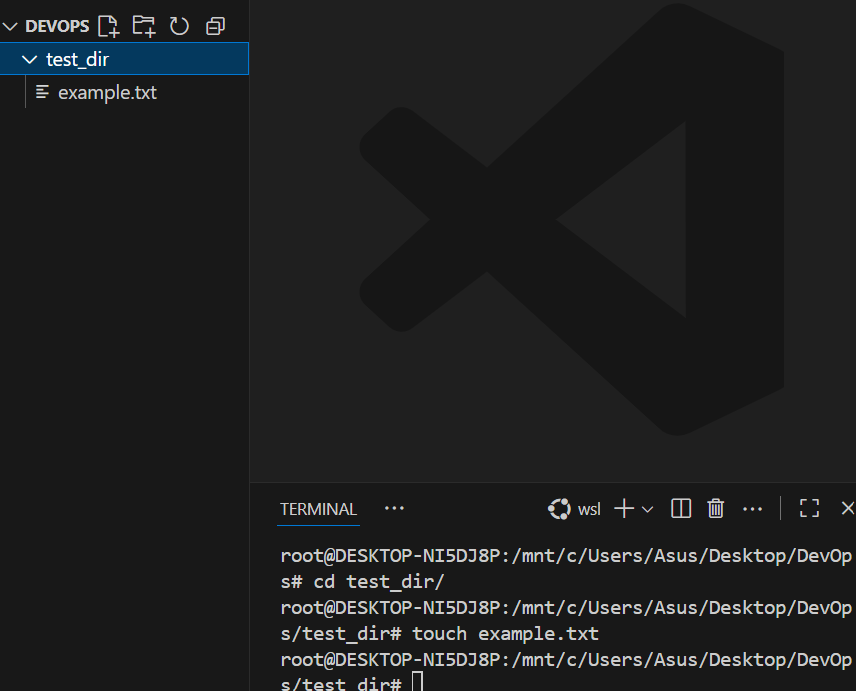 DEVOPS
test_dir
example.txt
TERMINAL
wsl
root@DESKTOP-NI5DJ8P:/mnt/c/Users/Asus/Desktop/DevOp
s# cd test_dir/
root@DESKTOP-NI5DJ8P:/mnt/c/Users/Asus/Desktop/DevOp
s/test_dir# touch example.txt
root@DESKTOP-NI5DJ8P:/mnt/c/Users/Asus/Desktop/DevOp
s/test_dir#